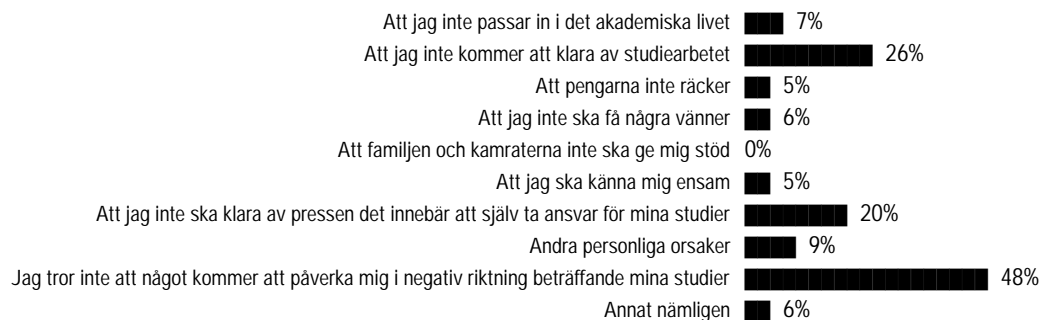 Att jag inte passar in i det akademiska livet 7%
Att jag inte kommer att klara av studiearbetet 26%
Att pengarna inte räcker 5%
Att jag inte ska få några vänner 6%
Att familjen och kamraterna inte ska ge mig stöd 0%
Att jag ska känna mig ensam 5%
Att jag inte ska klara av pressen det innebär att själv ta ansvar för mina studier 20%
Andra personliga orsaker 9%
Jag tror inte att något kommer att påverka mig i negativ riktning beträffande mina studier 48%
Annat nämligen 6%